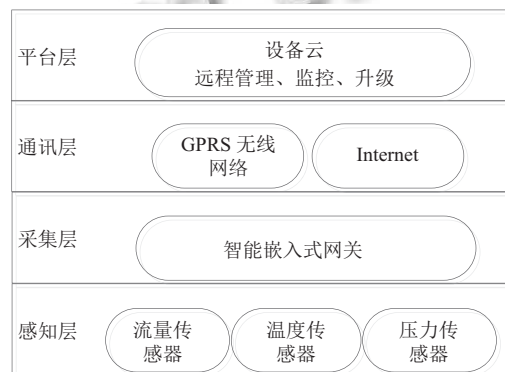 平台层
设备云
远程管理、监控、升级
通讯层
GPRS 无线
网络
Internet
采集层
智能嵌入式网关
感知层
流量传
感器
温度传
感器
压力传
感器